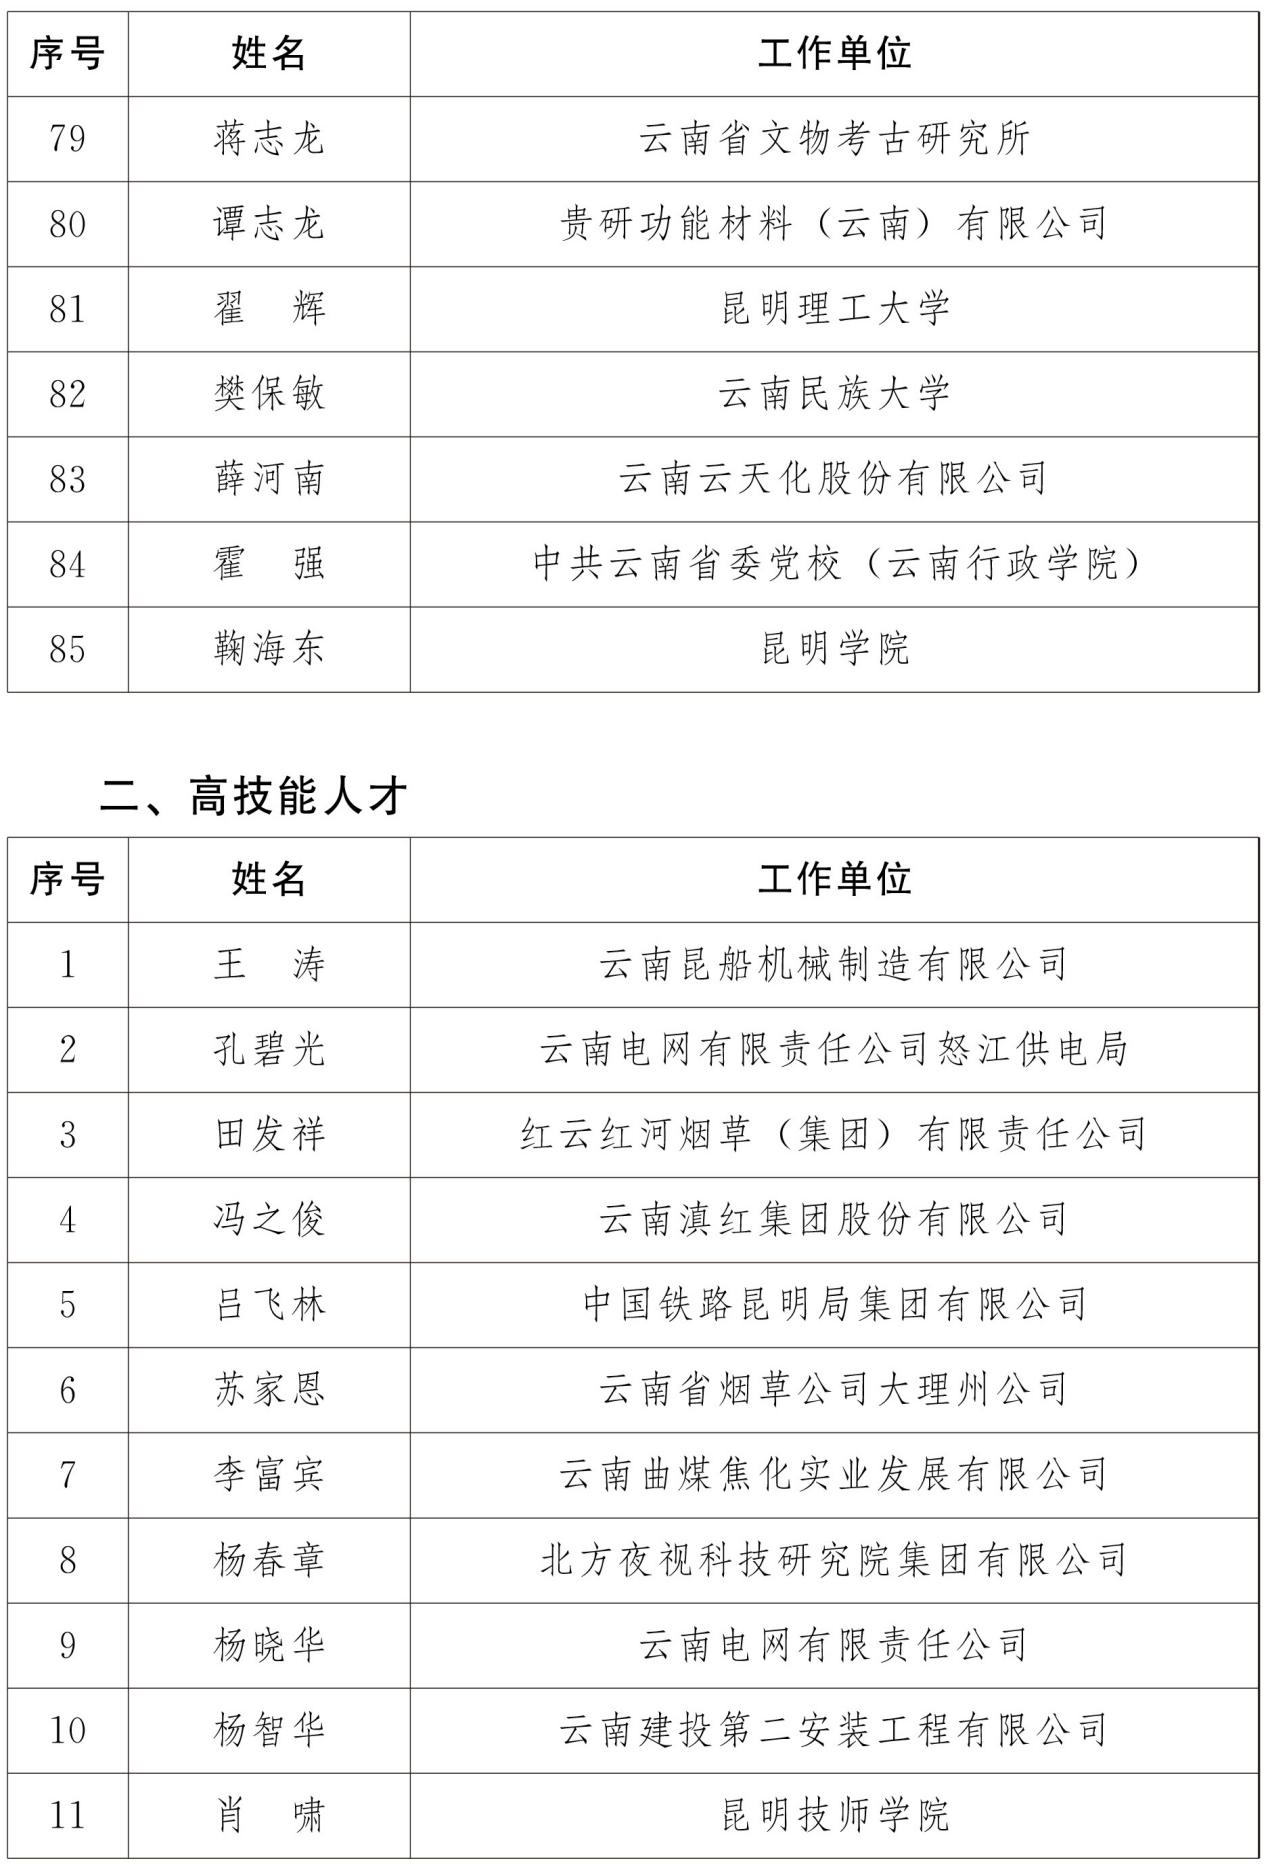 序号 姓名 工作单位
79 蒋志龙 云南省文物考古研究所
80 谭志龙 贵研功能材料（云南）有限公司
81 翟　辉 昆明理工大学
82 樊保敏 云南民族大学
83 薛河南 云南云天化股份有限公司
84 霍　强 中共云南省委党校（云南行政学院）
85 鞠海东 昆明学院
二、高技能人才
序号 姓名 工作单位
1 王　涛 云南昆船机械制造有限公司
2 孔碧光 云南电网有限责任公司怒江供电局
3 田发祥 红云红河烟草（集团）有限责任公司
4 冯之俊 云南滇红集团股份有限公司
5 吕飞林 中国铁路昆明局集团有限公司
6 苏家恩 云南省烟草公司大理州公司
7 李富宾 云南曲煤焦化实业发展有限公司
8 杨春章 北方夜视科技研究院集团有限公司
9 杨晓华 云南电网有限责任公司
10 杨智华 云南建投第二安装工程有限公司
11 肖　啸 昆明技师学院